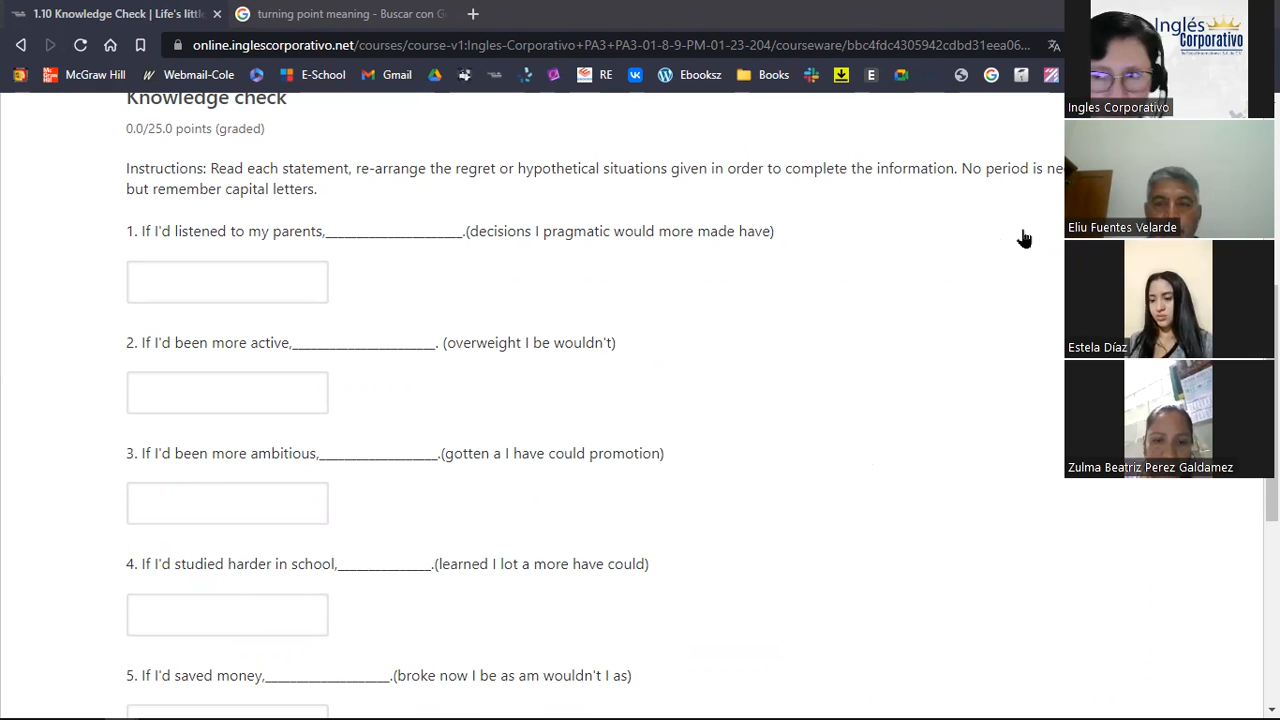 1.10 Knowledge Check | Life's littl
turning point meaning - Buscar con G
online.inglescorporativo.net/courses/course-v1:Ingles-Corporativo+PA3+PA3-01-8-9-PM-01-23-204/courseware/bbc4fdc4305942cdbd31eea06...
McGraw Hill
Webmail-Cole
E-School
Gmail
RE
Ebooksz
Books
Inglés
Corporativo
Ingles Corporativo
Knowledge check
0.0/25.0 points (graded)
Instructions: Read each statement, re-arrange the regret or hypothetical situations given in order to complete the information. No period is ne
but remember capital letters.
1. If I'd listened to my parents,____________________.(decisions I pragmatic would more made have)
Eliu Fuentes Velarde
2. If I'd been more active,_____________________. (overweight I be wouldn't)
Estela Díaz
3. If I'd been more ambitious,_________________.(gotten a I have could promotion)
Zulma Beatriz Perez Galdamez
4. If I'd studied harder in school,______________.(learned I lot a more have could)
5. If I'd saved money,__________________.(broke now I be as am wouldn't I as)